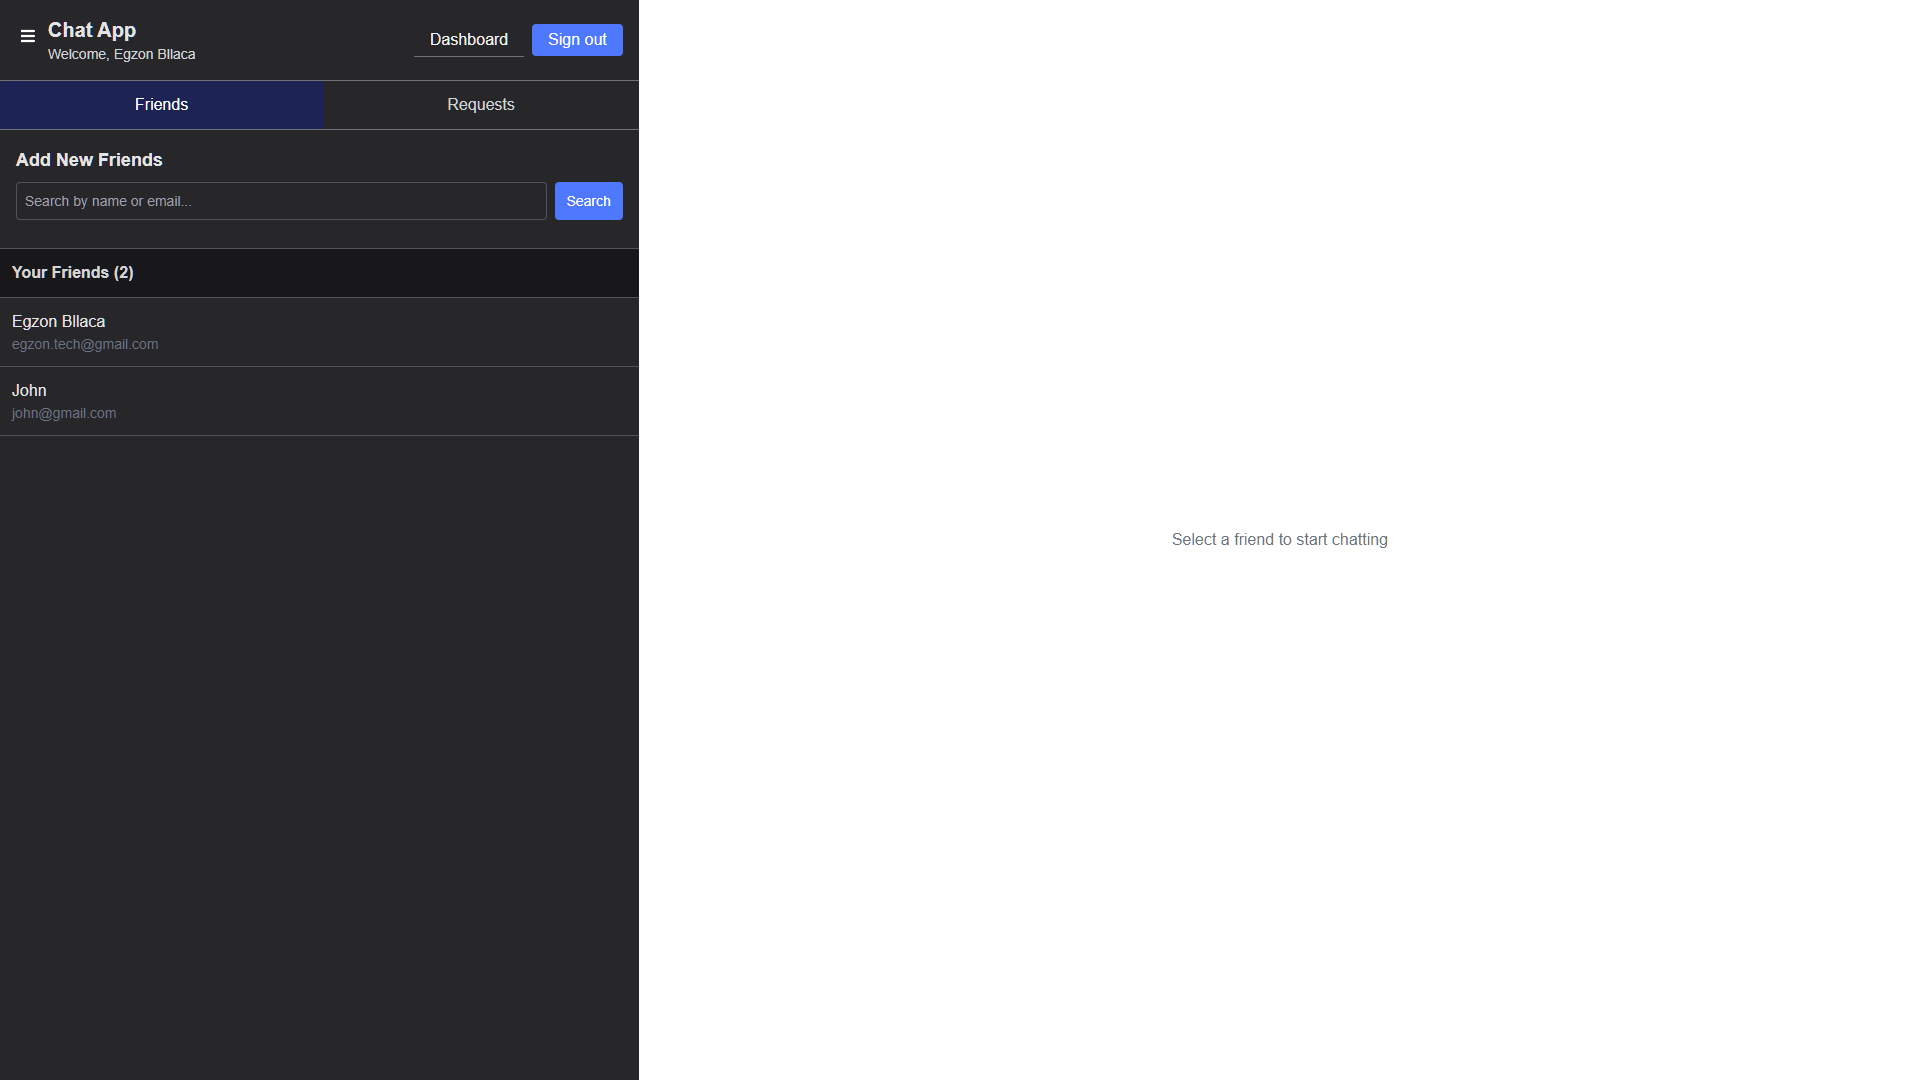 Chat App
Welcome, Egzon Bllaca
Dashboard
Sign out
Friends
Requests
Add New Friends
Search by name or email...
Search
Your Friends (2)
Egzon Bllaca
egzon.tech@gmail.com
John
john@gmail.com
Select a friend to start chatting